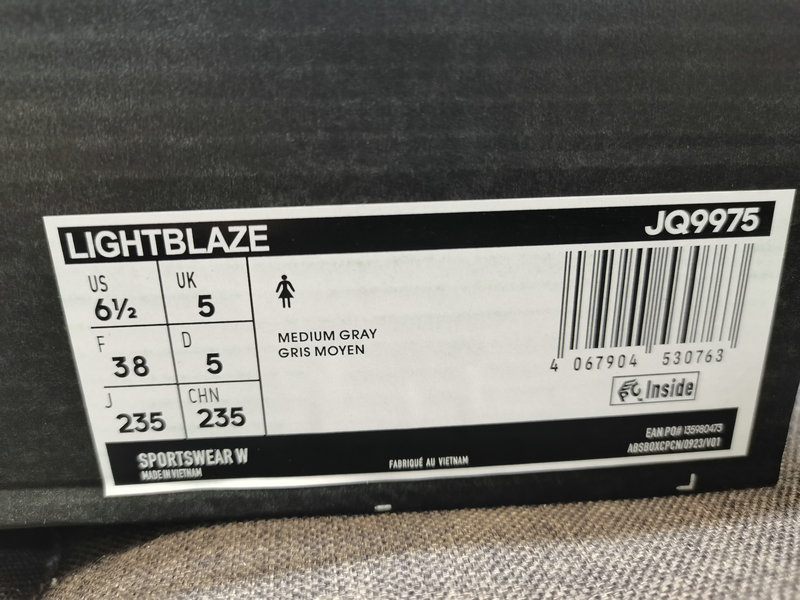 LIGHTBLAZE JQ9975
US 6½ UK 5
F 38 D 5
J 235 CHN 235
MEDIUM GRAY
GRIS MOYEN
4 067904 530763
Inside
SPORTSWEAR W
MADE IN VIETNAM
FABRIQUÉ AU VIETNAM
EAN PO# 135980473
ABSBOXCPCN/0923/V01